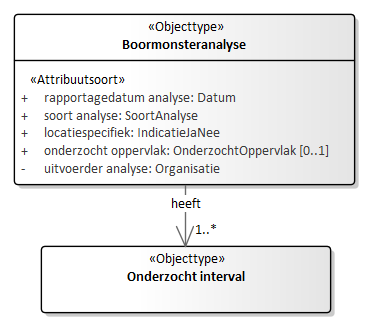 «Objecttype»
Boormonsteranalyse
«Attribuutsoort»
+ rapportagedatum analyse: Datum
+ soort analyse: SoortAnalyse
+ locatiespecifiek: IndicatieJaNee
+ onderzocht oppervlak: OnderzochtOppervlak [0..1]
- uitvoerder analyse: Organisatie
heeft
1..*
«Objecttype»
Onderzocht interval